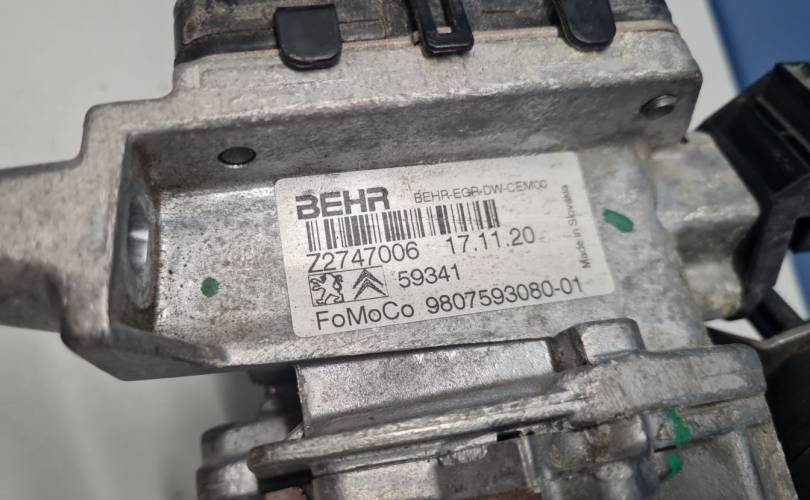 BEHR BEHR-EGR-DW-CEM00
Z2747006 17.11.20
59341
FoMoCo 9807593080-01
Made in Slovakia